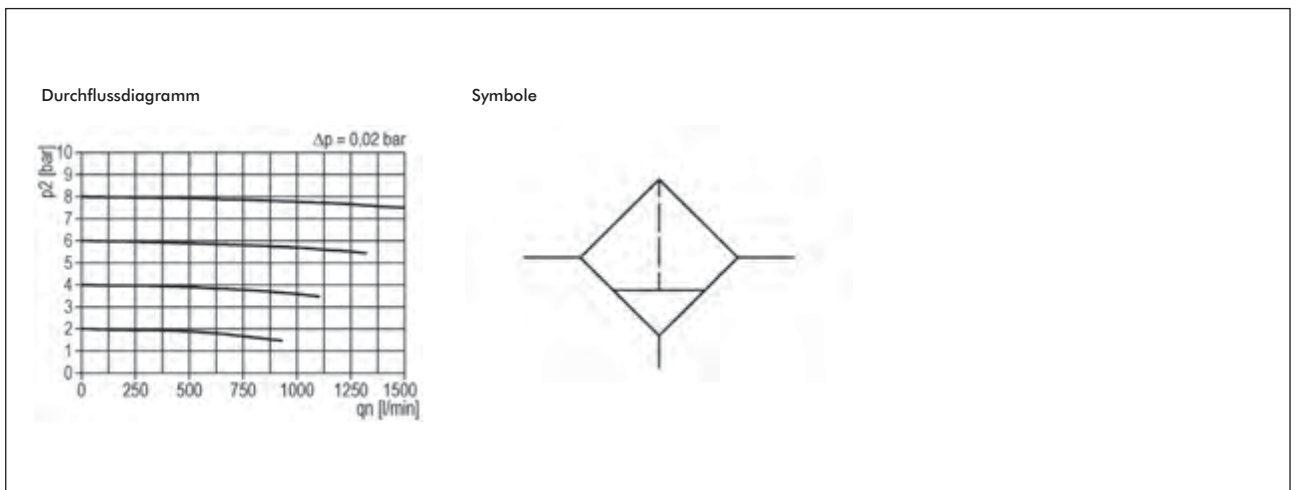 Durchflussdiagramm
Symbole
Δp = 0,02 bar
p2 [bar]
10
9
8
7
6
5
4
3
2
1
0
0 250 500 750 1000 1250 1500
qn [l/min]